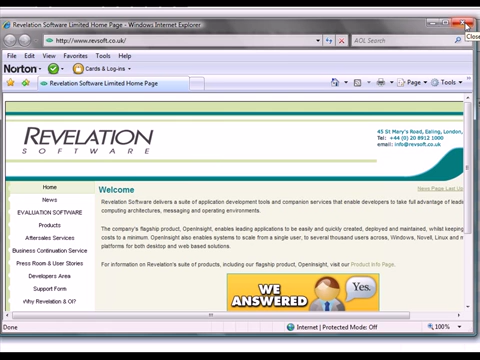 Revelation Software Limited Home Page - Windows Internet Explorer
http://www.revsoft.co.uk/
AOL Search
Close
File Edit View Favorites Tools Help
Norton Cards & Log-ins
Revelation Software Limited Home Page
Page Tools
REVELATION
SOFTWARE
45 St Mary's Road, Ealing, London,
Tel: +44 (0) 20 8912 1000
email: info@revsoft.co.uk
Home
News
EVALUATION SOFTWARE
Products
Aftersales Services
Business Continuation Service
Press Room & User Stories
Developers Area
Support Form
Why Revelation & OI?
Welcome
News Page Last Up
Revelation Software delivers a suite of application development tools and companion services that enable developers to take full advantage of
computing architectures, messaging and operating environments.
The company's flagship product, OpenInsight, enables leading applications to be easily and quickly created, deployed and maintained, whilst keeping
costs to a minimum. OpenInsight also enables systems to scale from a single user, to several thousand users across, Windows, Novell, Linux and
platforms for both desktop and web based solutions.
For information on Revelation's suite of products, including our flagship product, OpenInsight, visit our Product Info Page.
WE
ANSWERED
Yes.
Done
Internet | Protected Mode: Off
100%